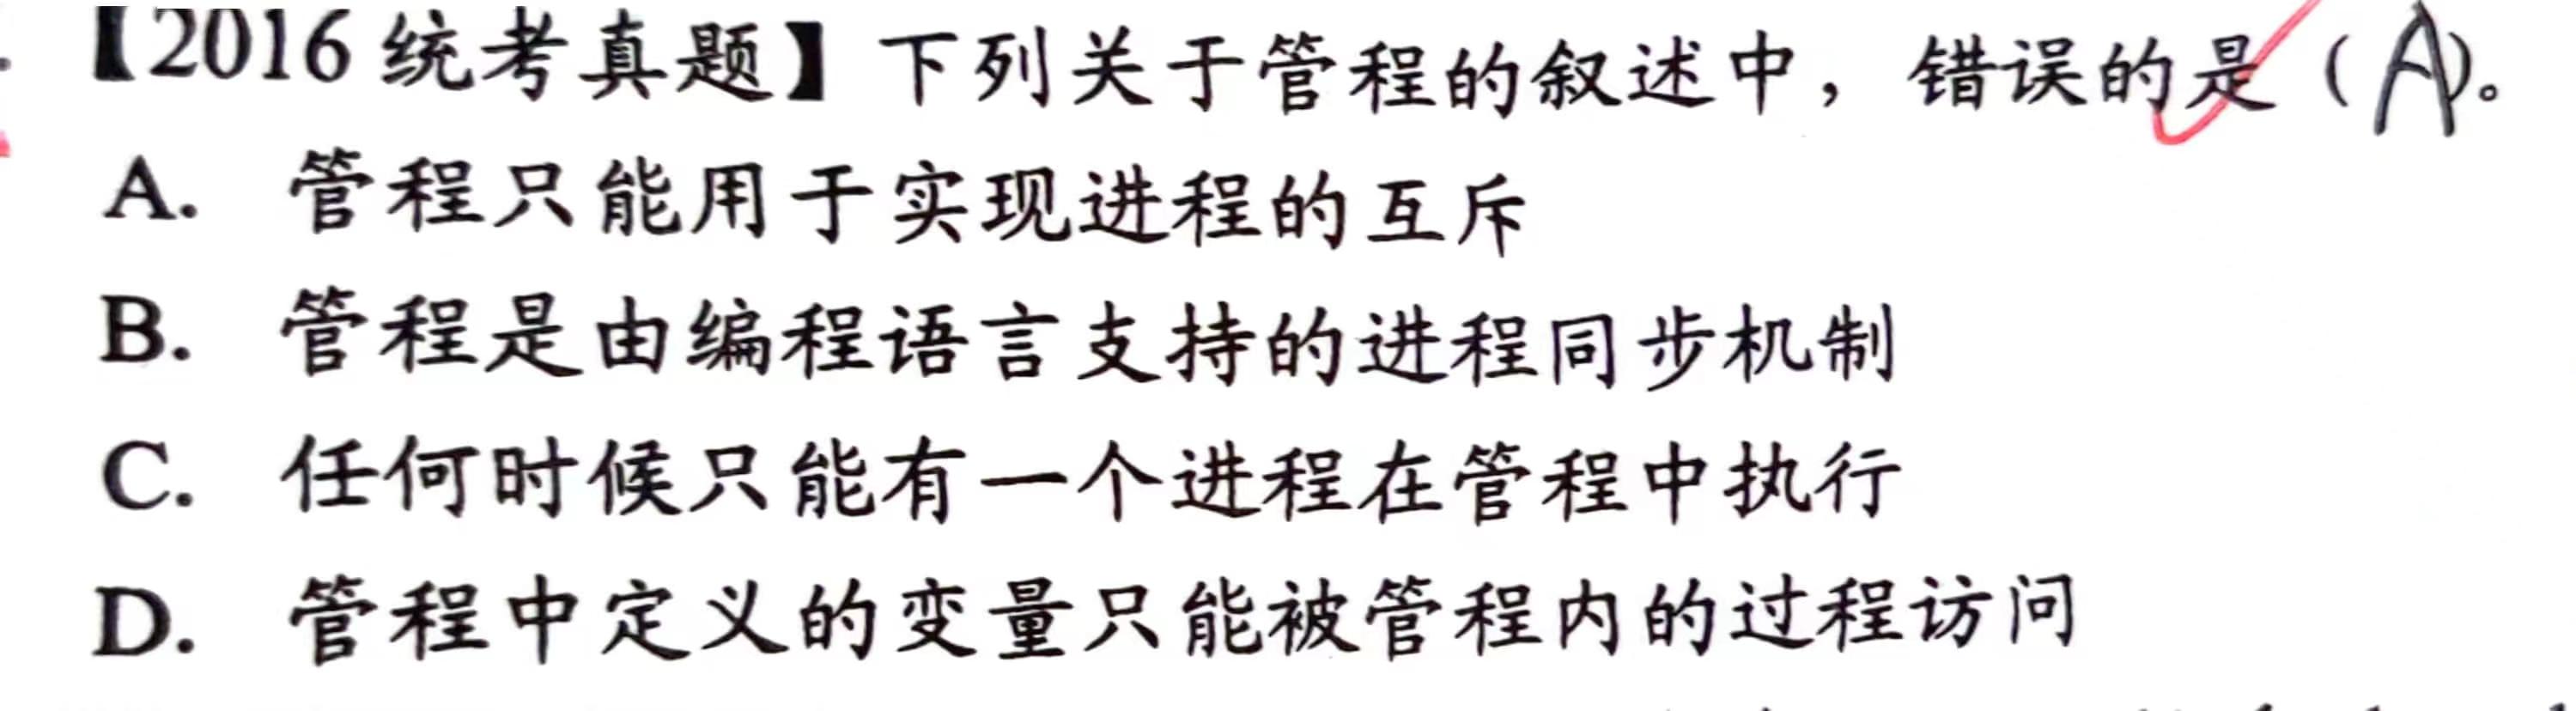 【2016 统考真题】下列关于管程的叙述中，错误的是（A）。
A. 管程只能用于实现进程的互斥
B. 管程是由编程语言支持的进程同步机制
C. 任何时候只能有一个进程在管程中执行
D. 管程中定义的变量只能被管程内的过程访问